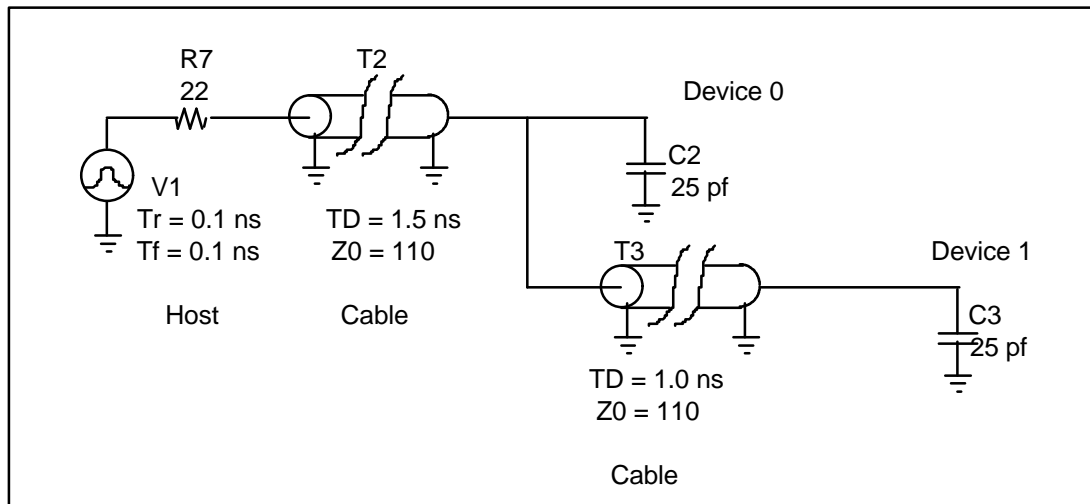 R7
22
T2
Device 0
C2
25 pf
V1
Tr = 0.1 ns
Tf = 0.1 ns
TD = 1.5 ns
Z0 = 110
T3
Device 1
Host
Cable
C3
25 pf
TD = 1.0 ns
Z0 = 110
Cable